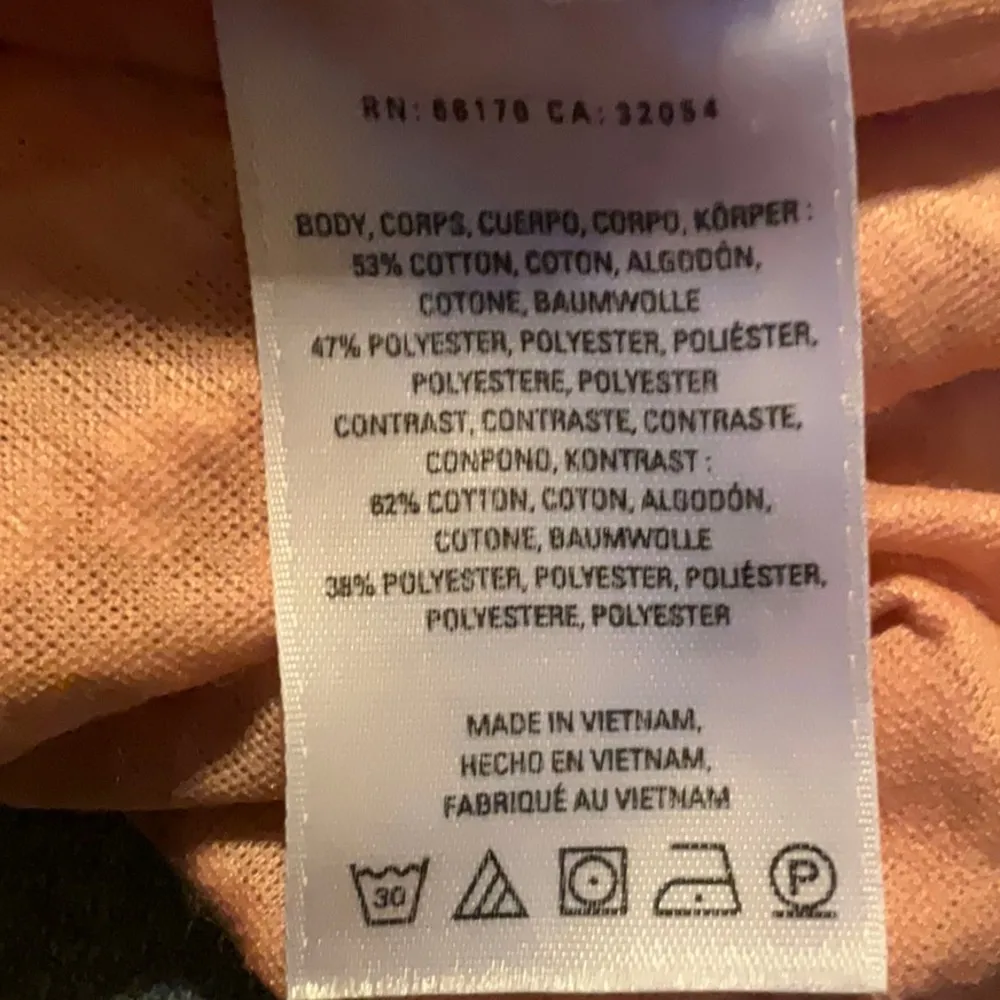 RN: 66170 CA: 32054
BODY, CORPS, CUERPO, CORPO, KÖRPER :
53% COTTON, COTON, ALGODÓN,
COTONE, BAUMWOLLE
47% POLYESTER, POLYESTER, POLIÉSTER,
POLYESTERE, POLYESTER
CONTRAST, CONTRASTE, CONTRASTE,
CONPONO, KONTRAST :
62% COTTON, COTON, ALGODÓN,
COTONE, BAUMWOLLE
38% POLYESTER, POLYESTER, POLIÉSTER,
POLYESTERE, POLYESTER
MADE IN VIETNAM,
HECHO EN VIETNAM,
FABRIQUÉ AU VIETNAM
30 P